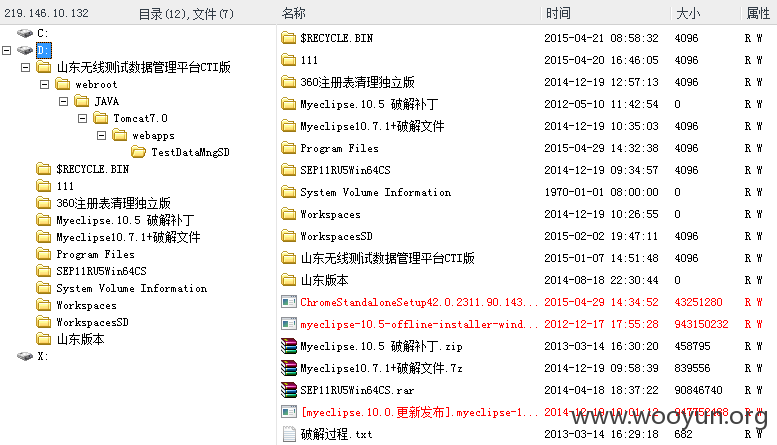 219.146.10.132 目录(12),文件(7) 名称 时间 大小 属性
C:
D:
山东无线测试数据管理平台CTI版
webroot
JAVA
Tomcat7.0
webapps
TestDataMngSD
$RECYCLE.BIN
111
360注册表清理独立版
Myeclipse.10.5 破解补丁
Myeclipse10.7.1+破解文件
Program Files
SEP11RU5Win64CS
System Volume Information
Workspaces
WorkspacesSD
山东版本
X:
$RECYCLE.BIN 2015-04-21 08:58:32 4096 R W
111 2015-04-20 16:46:05 4096 R W
360注册表清理独立版 2014-12-19 12:57:13 4096 R W
Myeclipse.10.5 破解补丁 2012-05-10 11:42:54 0 R W
Myeclipse10.7.1+破解文件 2014-12-19 10:35:03 4096 R W
Program Files 2015-04-29 14:32:38 4096 R W
SEP11RU5Win64CS 2014-12-19 09:34:57 4096 R W
System Volume Information 1970-01-01 08:00:00 0 R W
Workspaces 2014-12-19 10:26:55 0 R W
WorkspacesSD 2015-02-02 19:47:11 4096 R W
山东无线测试数据管理平台CTI版 2015-01-07 14:51:48 4096 R W
山东版本 2014-08-18 22:30:44 0 R W
ChromeStandaloneSetup42.0.2311.90.143... 2015-04-29 14:34:52 43251280 R W
myeclipse-10.5-offline-installer-wind... 2012-12-17 17:55:28 943150232 R W
Myeclipse.10.5 破解补丁.zip 2013-03-14 16:30:20 458795 R W
Myeclipse10.7.1+破解文件.7z 2014-12-19 09:58:39 839556 R W
SEP11RU5Win64CS.rar 2014-04-18 18:37:22 90846740 R W
[myeclipse.10.0.更新发布].myeclipse-1... 2014-12-19 10:01:12 947752468 R W
破解过程.txt 2013-03-14 16:29:18 682 R W
www.wooyun.org